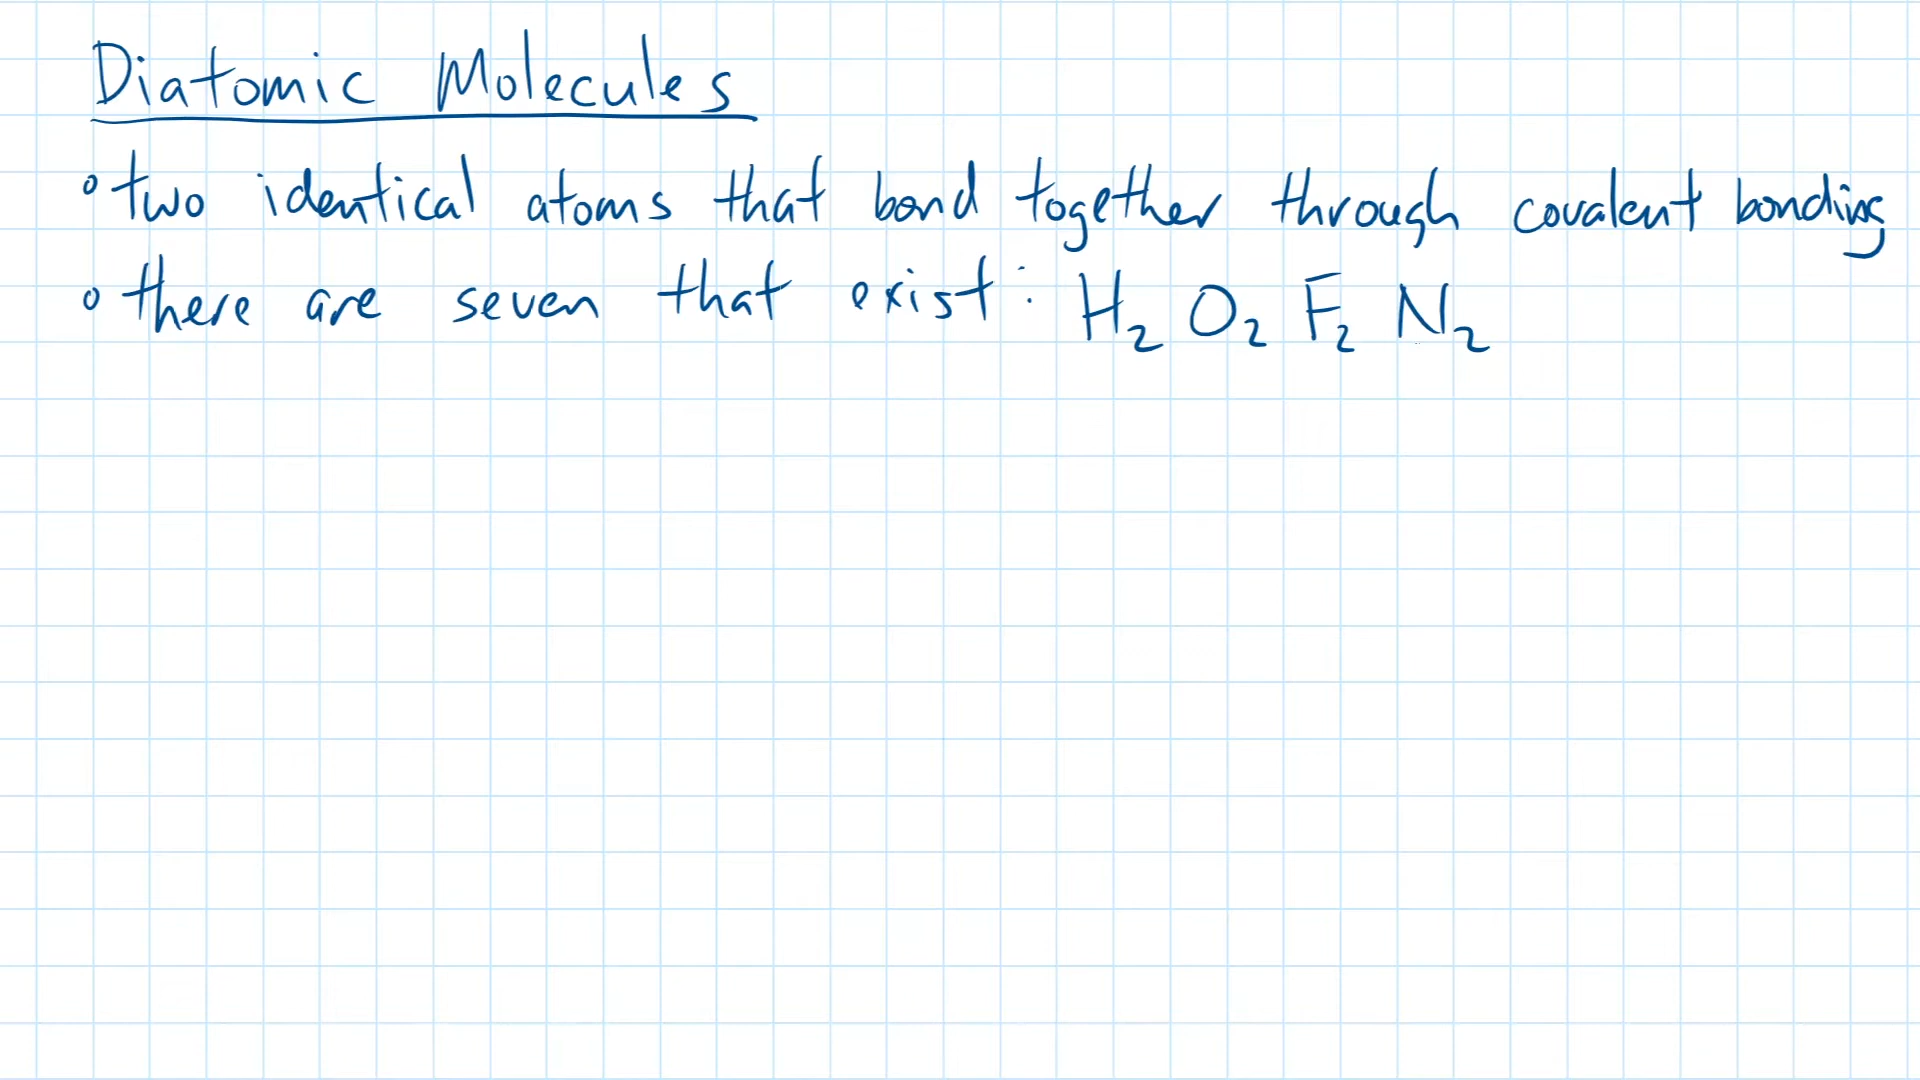 Diatomic Molecules
◦ two identical atoms that bond together through covalent bonding
◦ there are seven that exist: H₂ O₂ F₂ N₂